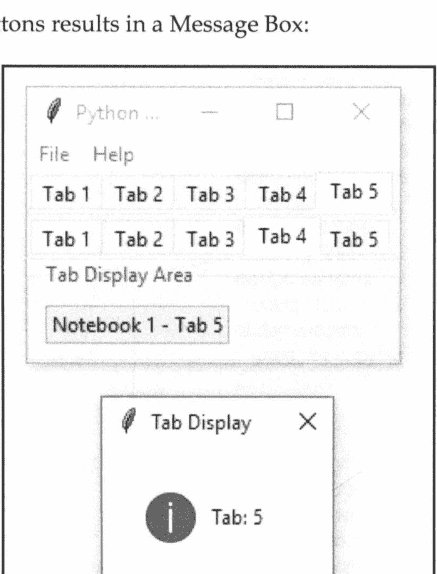 tons results in a Message Box:
Python ...
File Help
Tab 1 Tab 2 Tab 3 Tab 4 Tab 5
Tab 1 Tab 2 Tab 3 Tab 4 Tab 5
Tab Display Area
Notebook 1 - Tab 5
Tab Display
Tab: 5